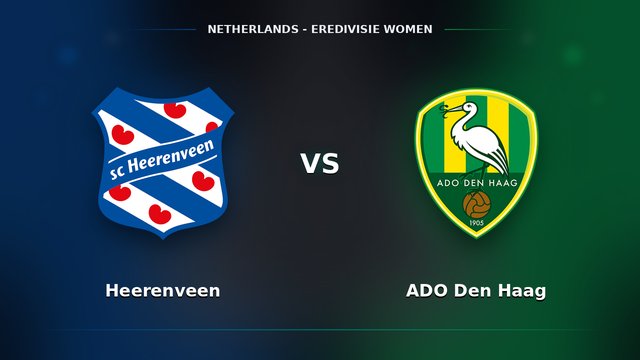 NETHERLANDS - EREDIVISIE WOMEN
sc Heerenveen
VS
ADO DEN HAAG
1905
Heerenveen
ADO Den Haag